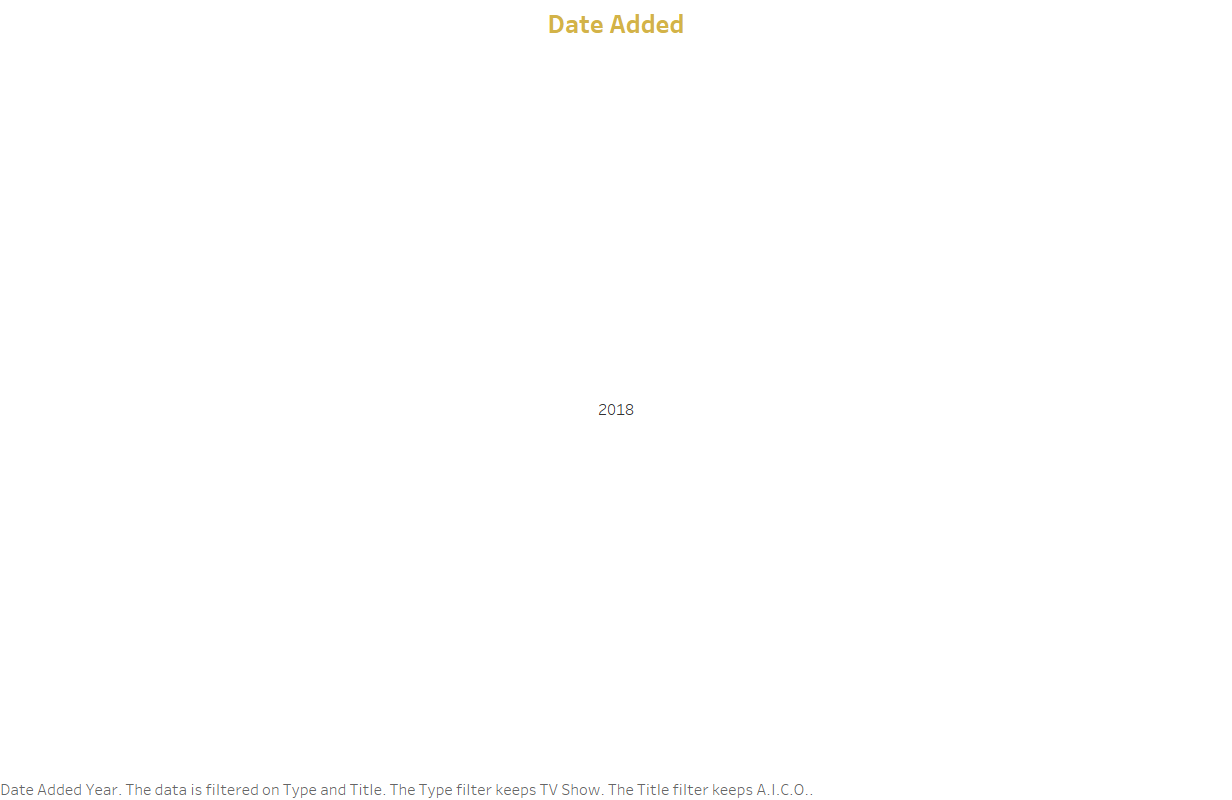 Date Added
2018
Date Added Year. The data is filtered on Type and Title. The Type filter keeps TV Show. The Title filter keeps A.I.C.O..